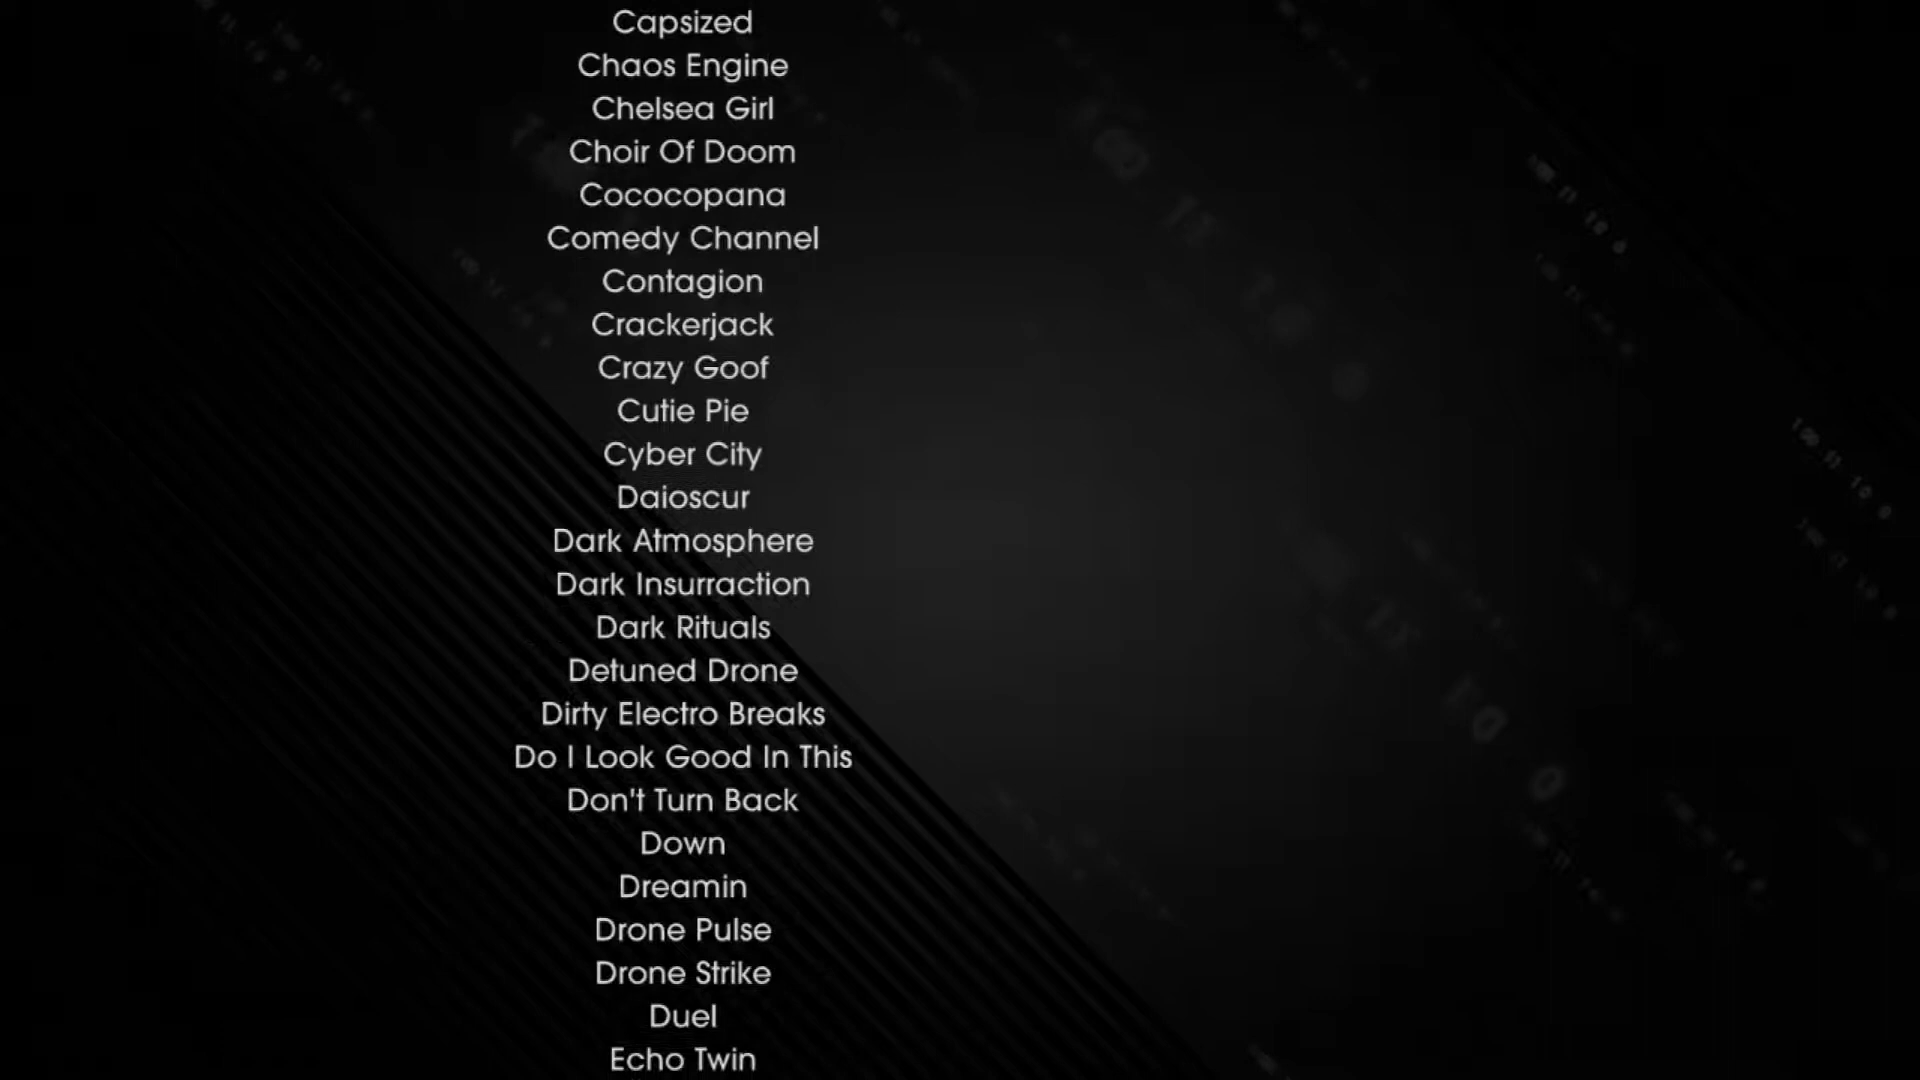 Capsized
Chaos Engine
Chelsea Girl
Choir Of Doom
Cococopana
Comedy Channel
Contagion
Crackerjack
Crazy Goof
Cutie Pie
Cyber City
Daioscur
Dark Atmosphere
Dark Insurraction
Dark Rituals
Detuned Drone
Dirty Electro Breaks
Do I Look Good In This
Don't Turn Back
Down
Dreamin
Drone Pulse
Drone Strike
Duel
Echo Twin